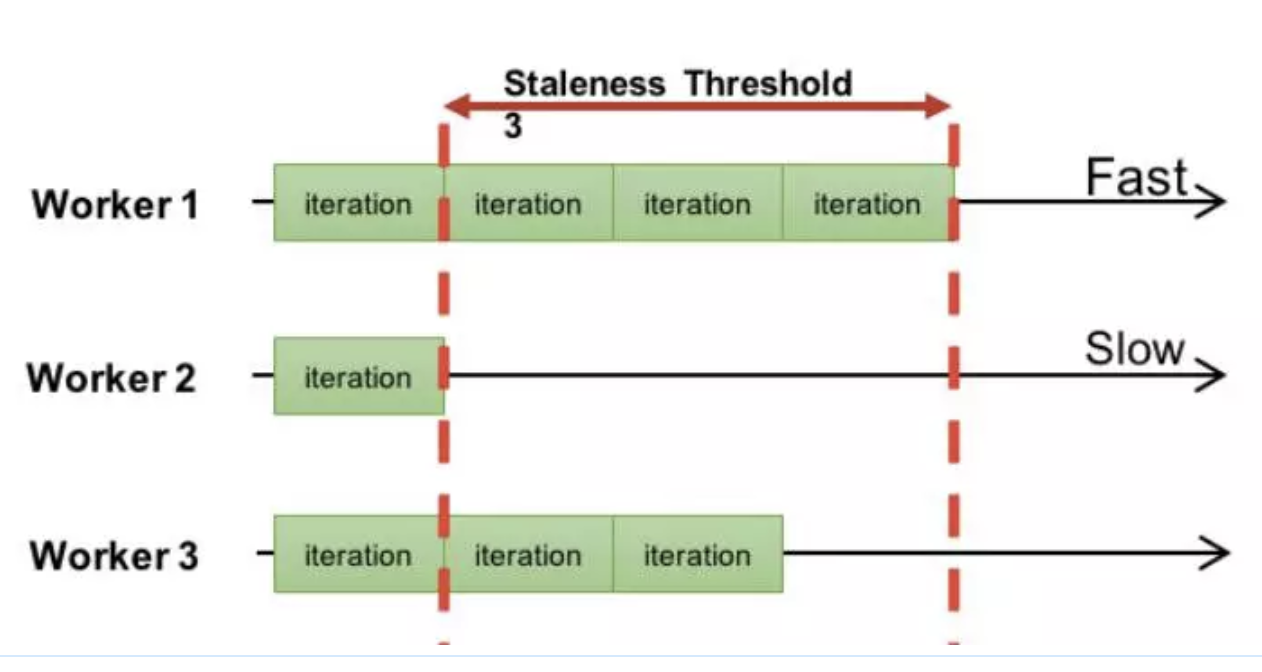 Staleness Threshold
3
Fast
Worker 1 iteration iteration iteration iteration
Slow
Worker 2 iteration
Worker 3 iteration iteration iteration